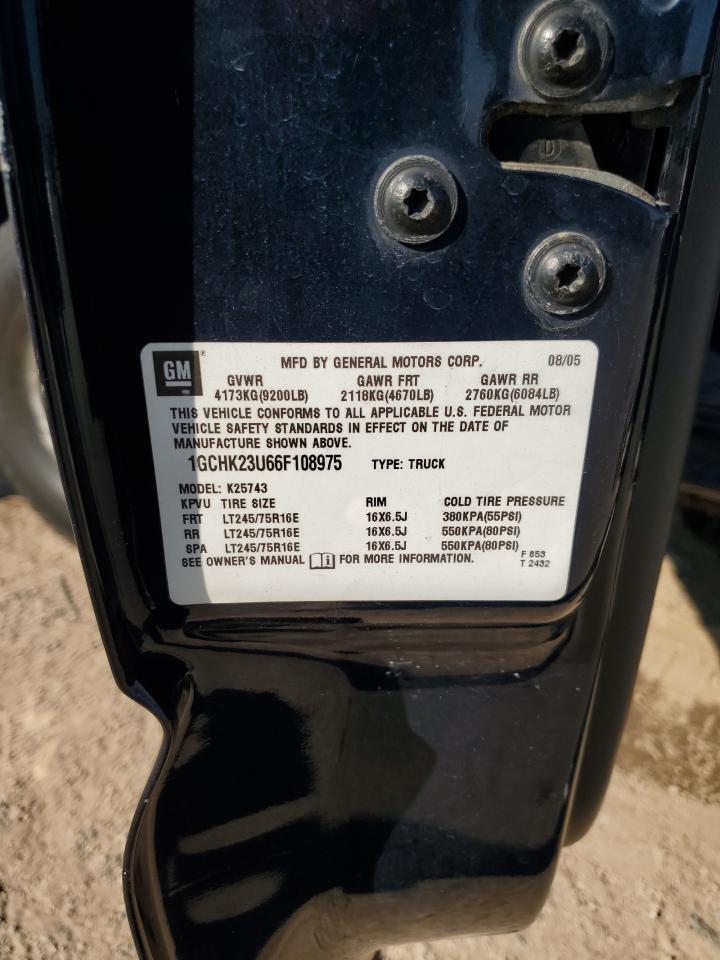 GM ®
MFD BY GENERAL MOTORS CORP. 08/05
GVWR GAWR FRT GAWR RR
4173KG(9200LB) 2118KG(4670LB) 2760KG(6084LB)
THIS VEHICLE CONFORMS TO ALL APPLICABLE U.S. FEDERAL MOTOR
VEHICLE SAFETY STANDARDS IN EFFECT ON THE DATE OF
MANUFACTURE SHOWN ABOVE.
1GCHK23U66F108975 TYPE: TRUCK
MODEL: K25743
KPVU TIRE SIZE RIM COLD TIRE PRESSURE
FRT LT245/75R16E 16X6.5J 380KPA(55PSI)
RR LT245/75R16E 16X6.5J 550KPA(80PSI)
SPA LT245/75R16E 16X6.5J 550KPA(80PSI)
SEE OWNER'S MANUAL i FOR MORE INFORMATION.
F 853
T 2432